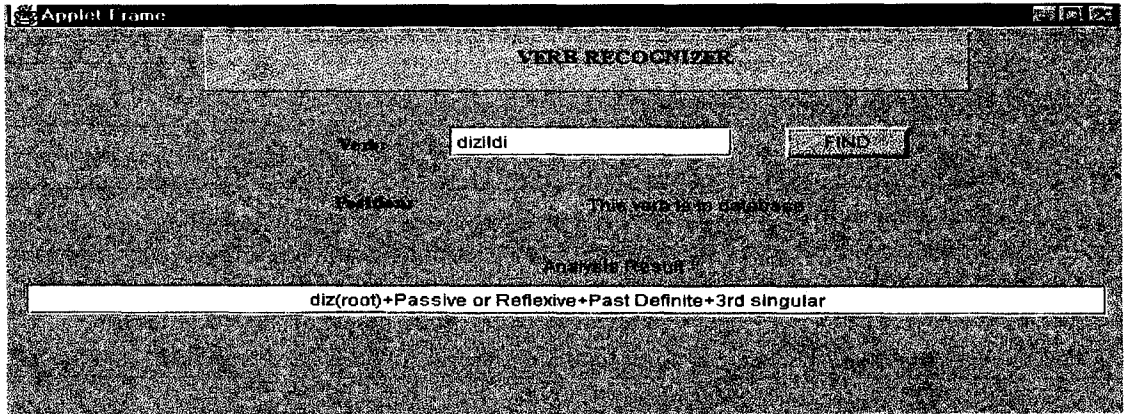 Applet Frame
VERB RECOGNIZER
Verb: dizildi FIND
Position: This verb is in database
Analysis Result
diz(root)+Passive or Reflexive+Past Definite+3rd singular